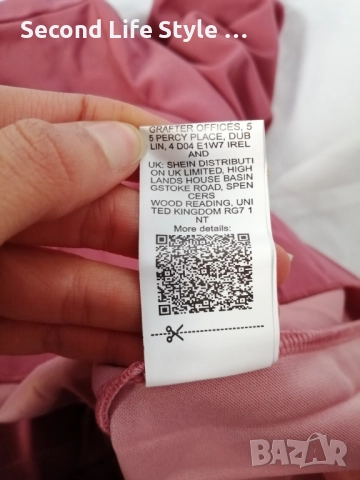 Second Life Style ...
GRAFTER OFFICES, 5
5 PERCY PLACE, DUB
LIN, 4 D04 E1W7 IREL
AND
UK: SHEIN DISTRIBUTI
ON UK LIMITED, HIGH
LANDS HOUSE BASIN
GSTOKE ROAD, SPEN
CERS
WOOD READING, UNI
TED KINGDOM RG7 1
NT
More details:
BAZAR
bg